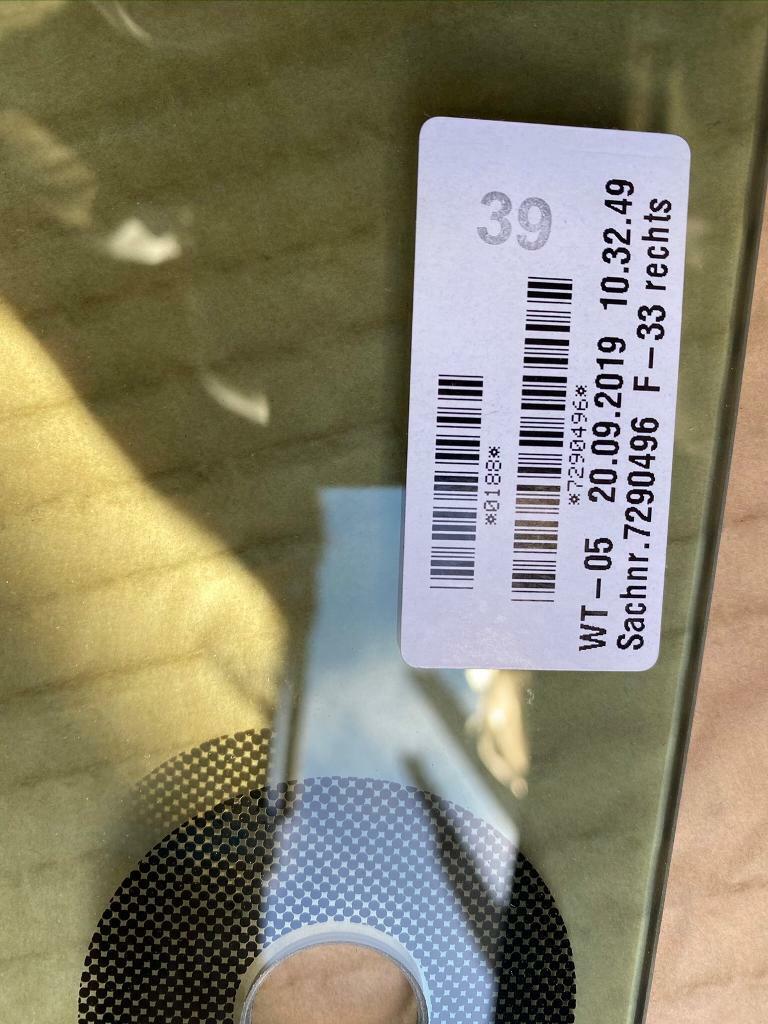 39
*0188*
*7290496*
WT-05 20.09.2019 10.32.49
Sachnr.7290496 F-33 rechts